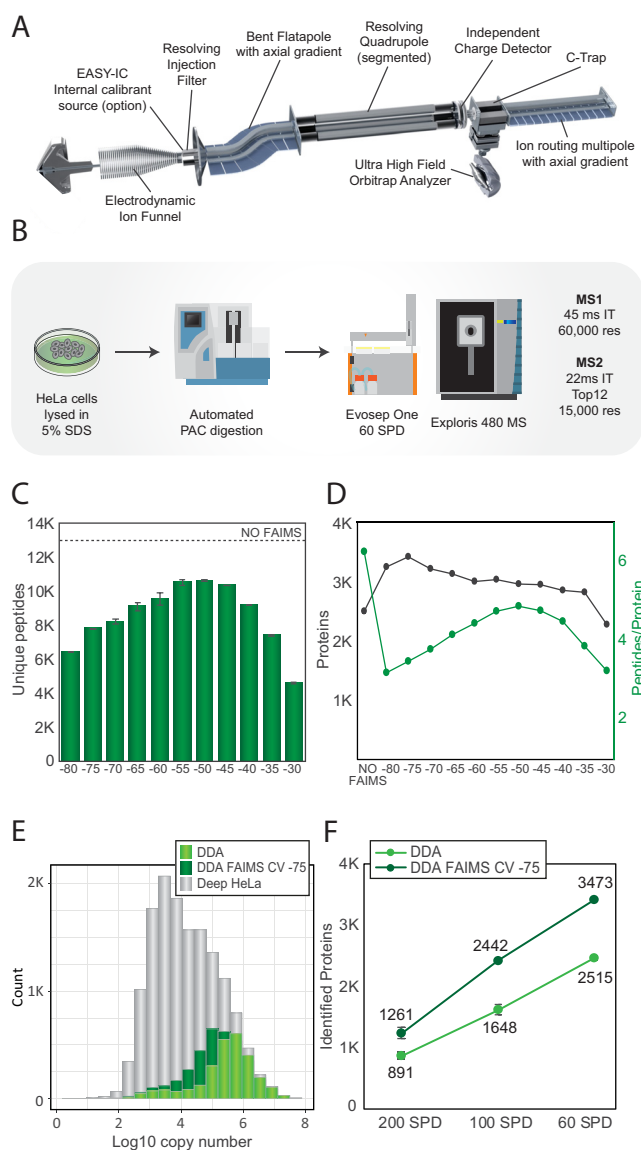 A
EASY-IC
Internal calibrant
source (option)
Resolving
Injection
Filter
Bent Flatapole
with axial gradient
Resolving
Quadrupole
(segmented)
Independent
Charge Detector
C-Trap
Electrodynamic
Ion Funnel
Ultra High Field
Orbitrap Analyzer
Ion routing multipole
with axial gradient
B
HeLa cells
lysed in
5% SDS
Automated
PAC digestion
Evosep One
60 SPD
Exploris 480 MS
MS1
45 ms IT
60,000 res
MS2
22ms IT
Top12
15,000 res
C
Unique peptides
14K
12K
10K
8K
6K
4K
2K
0
NO FAIMS
-80 -75 -70 -65 -60 -55 -50 -45 -40 -35 -30
D
Proteins
4K
3K
2K
1K
Peptides/Protein
6
4
2
NO
FAIMS
-80 -75 -70 -65 -60 -55 -50 -45 -40 -35 -30
E
DDA
DDA FAIMS CV -75
Deep HeLa
Count
2K
1K
0
0 2 4 6 8
Log10 copy number
F
DDA
DDA FAIMS CV -75
Identified Proteins
4K
3K
2K
1K
0
3473
2442
2515
1261
1648
891
200 SPD 100 SPD 60 SPD